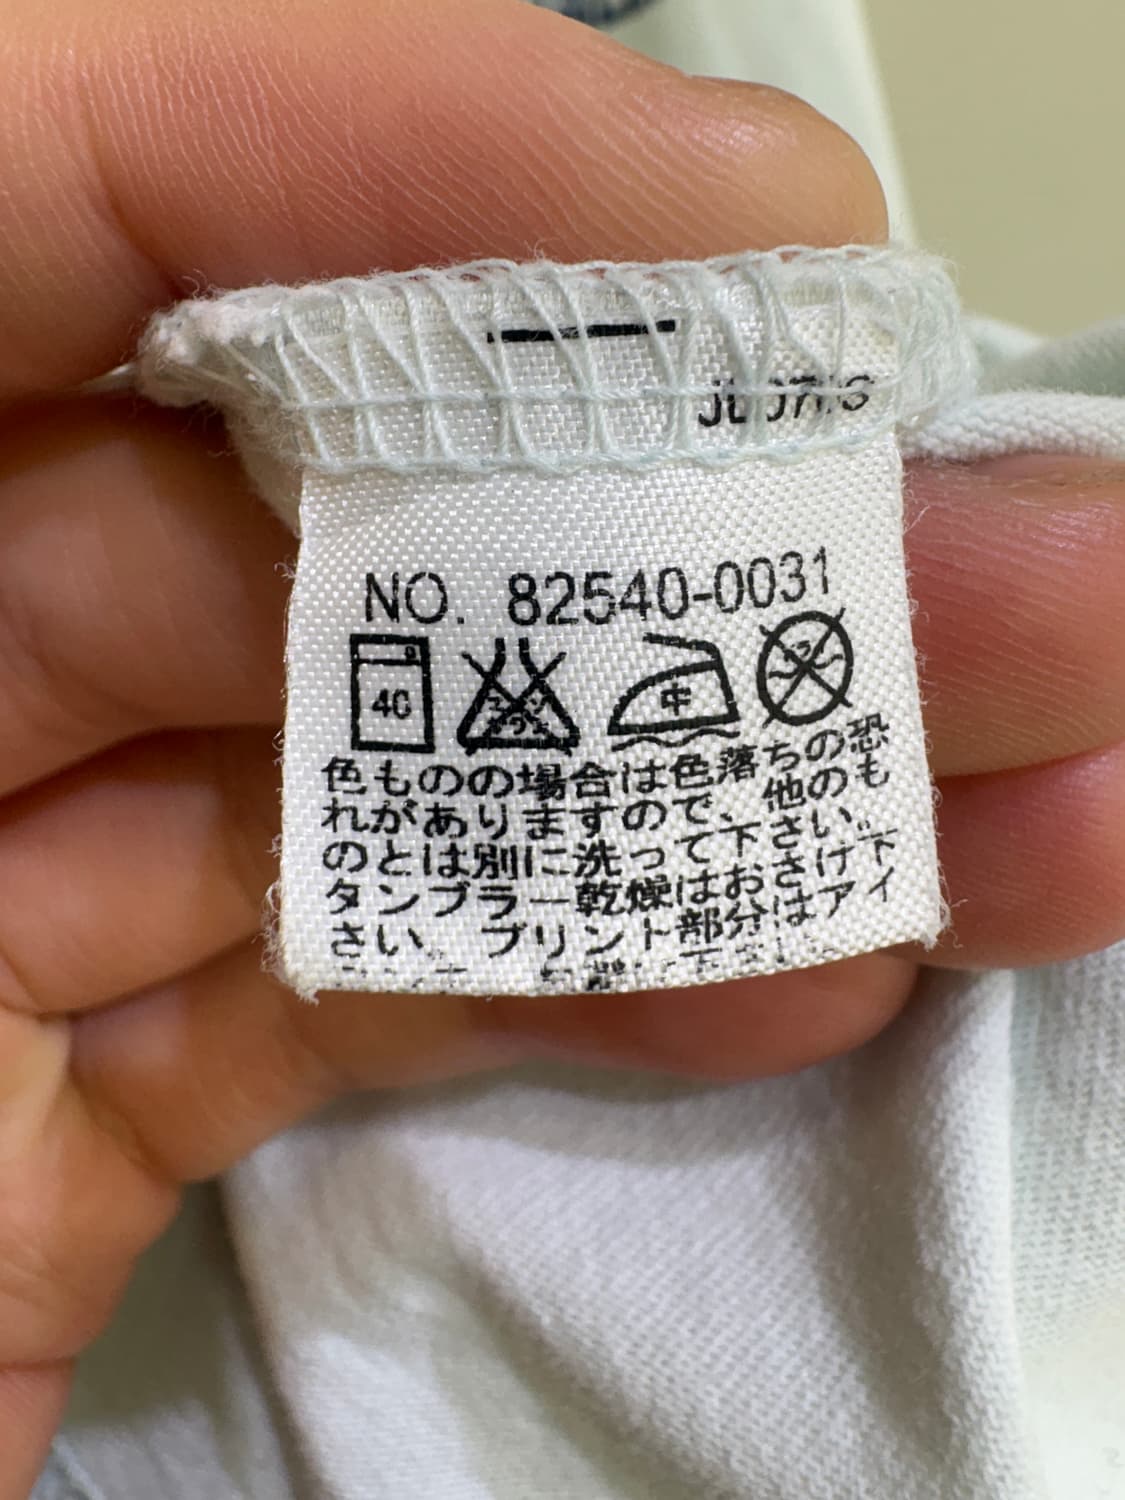 NO. 82540-0031
40
中
色もののの場合は色落ちの恐
れがありますので、他のも
のとは別に洗って下さい。
タンブラー乾燥はおさけ下
さい。プリント部分はアイ